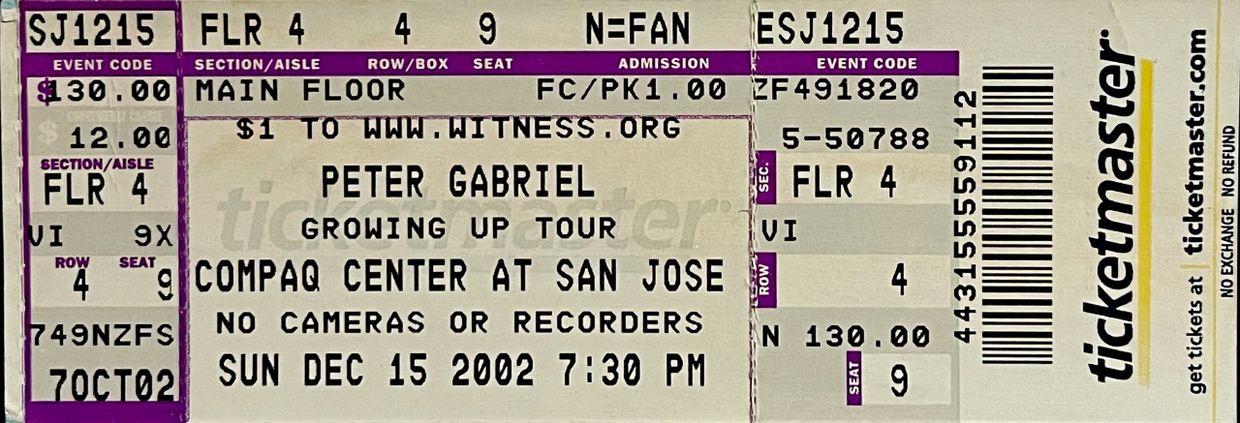 SJ1215 FLR 4 4 9 N=FAN ESJ1215
EVENT CODE SECTION/AISLE ROW/BOX SEAT ADMISSION EVENT CODE
$130.00 MAIN FLOOR FC/PK1.00 ZF491820
CONVENIENCE CHARGE
$ 12.00 $1 TO WWW.WITNESS.ORG 5-50788
SECTION/AISLE
FLR 4 PETER GABRIEL SEC. FLR 4
ticketmaster®
VI 9X GROWING UP TOUR VI
ROW SEAT
4 9 COMPAQ CENTER AT SAN JOSE ROW 4
749NZFS NO CAMERAS OR RECORDERS N 130.00
7OCT02 SUN DEC 15 2002 7:30 PM SEAT 9
4431555559112
ticketmaster®
get tickets at ticketmaster.com
NO EXCHANGE NO REFUND